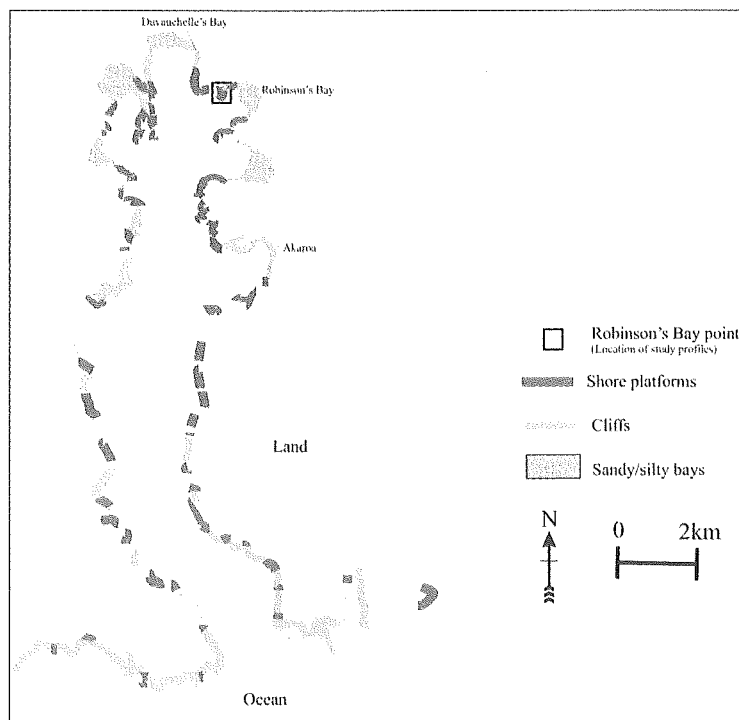 Duvauchelle's Bay
Robinson's Bay
Akaroa
Robinson's Bay point
(Location of study profiles)
Shore platforms
Cliffs
Land
Sandy/silty bays
N
0 2km
Ocean